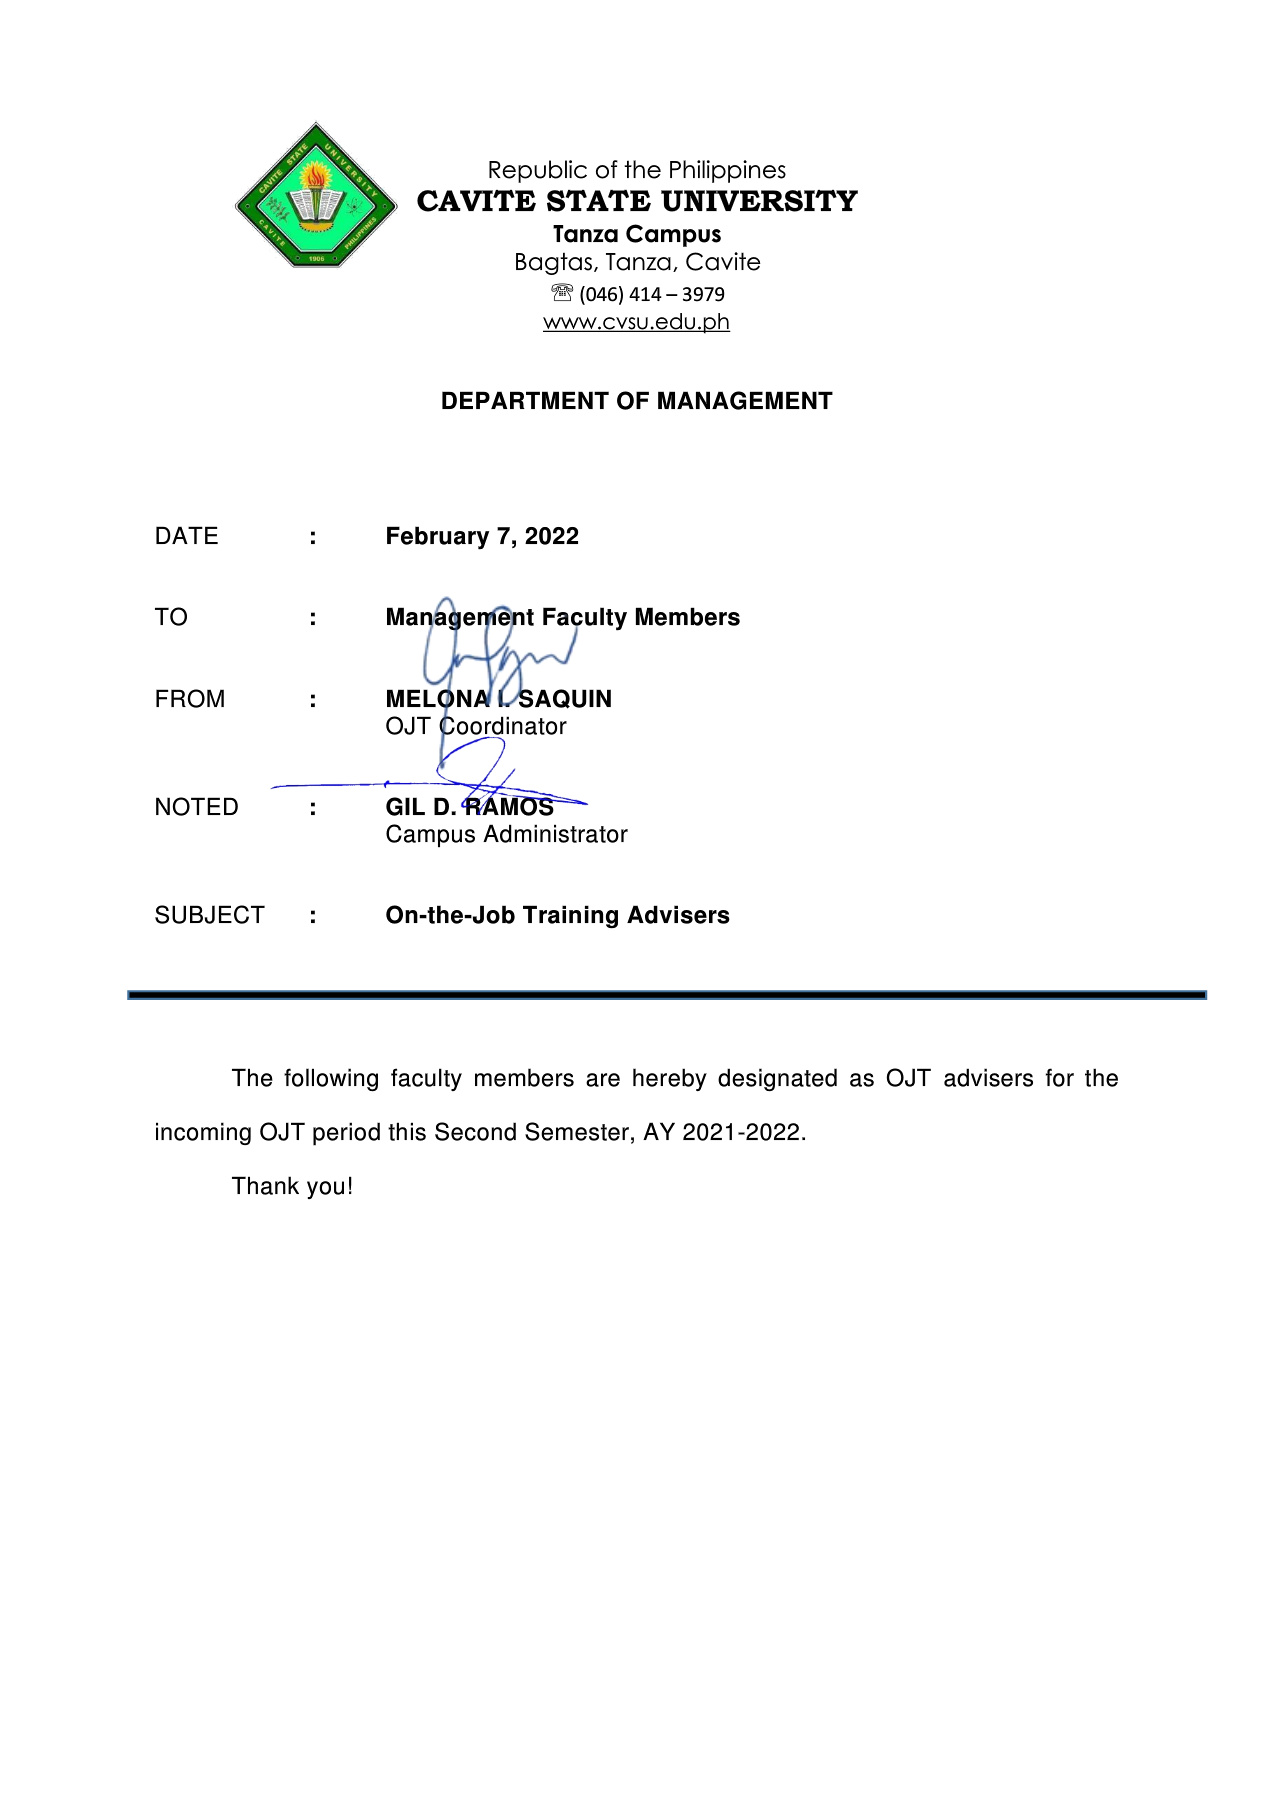 CAVITE STATE UNIVERSITY
CAVITE PHILIPPINES
1906
Republic of the Philippines
CAVITE STATE UNIVERSITY
Tanza Campus
Bagtas, Tanza, Cavite
☏ (046) 414 – 3979
www.cvsu.edu.ph
DEPARTMENT OF MANAGEMENT
DATE : February 7, 2022
TO : Management Faculty Members
FROM : MELONA I. SAQUIN
OJT Coordinator
NOTED : GIL D. RAMOS
Campus Administrator
SUBJECT : On-the-Job Training Advisers
The following faculty members are hereby designated as OJT advisers for the
incoming OJT period this Second Semester, AY 2021-2022.
Thank you!